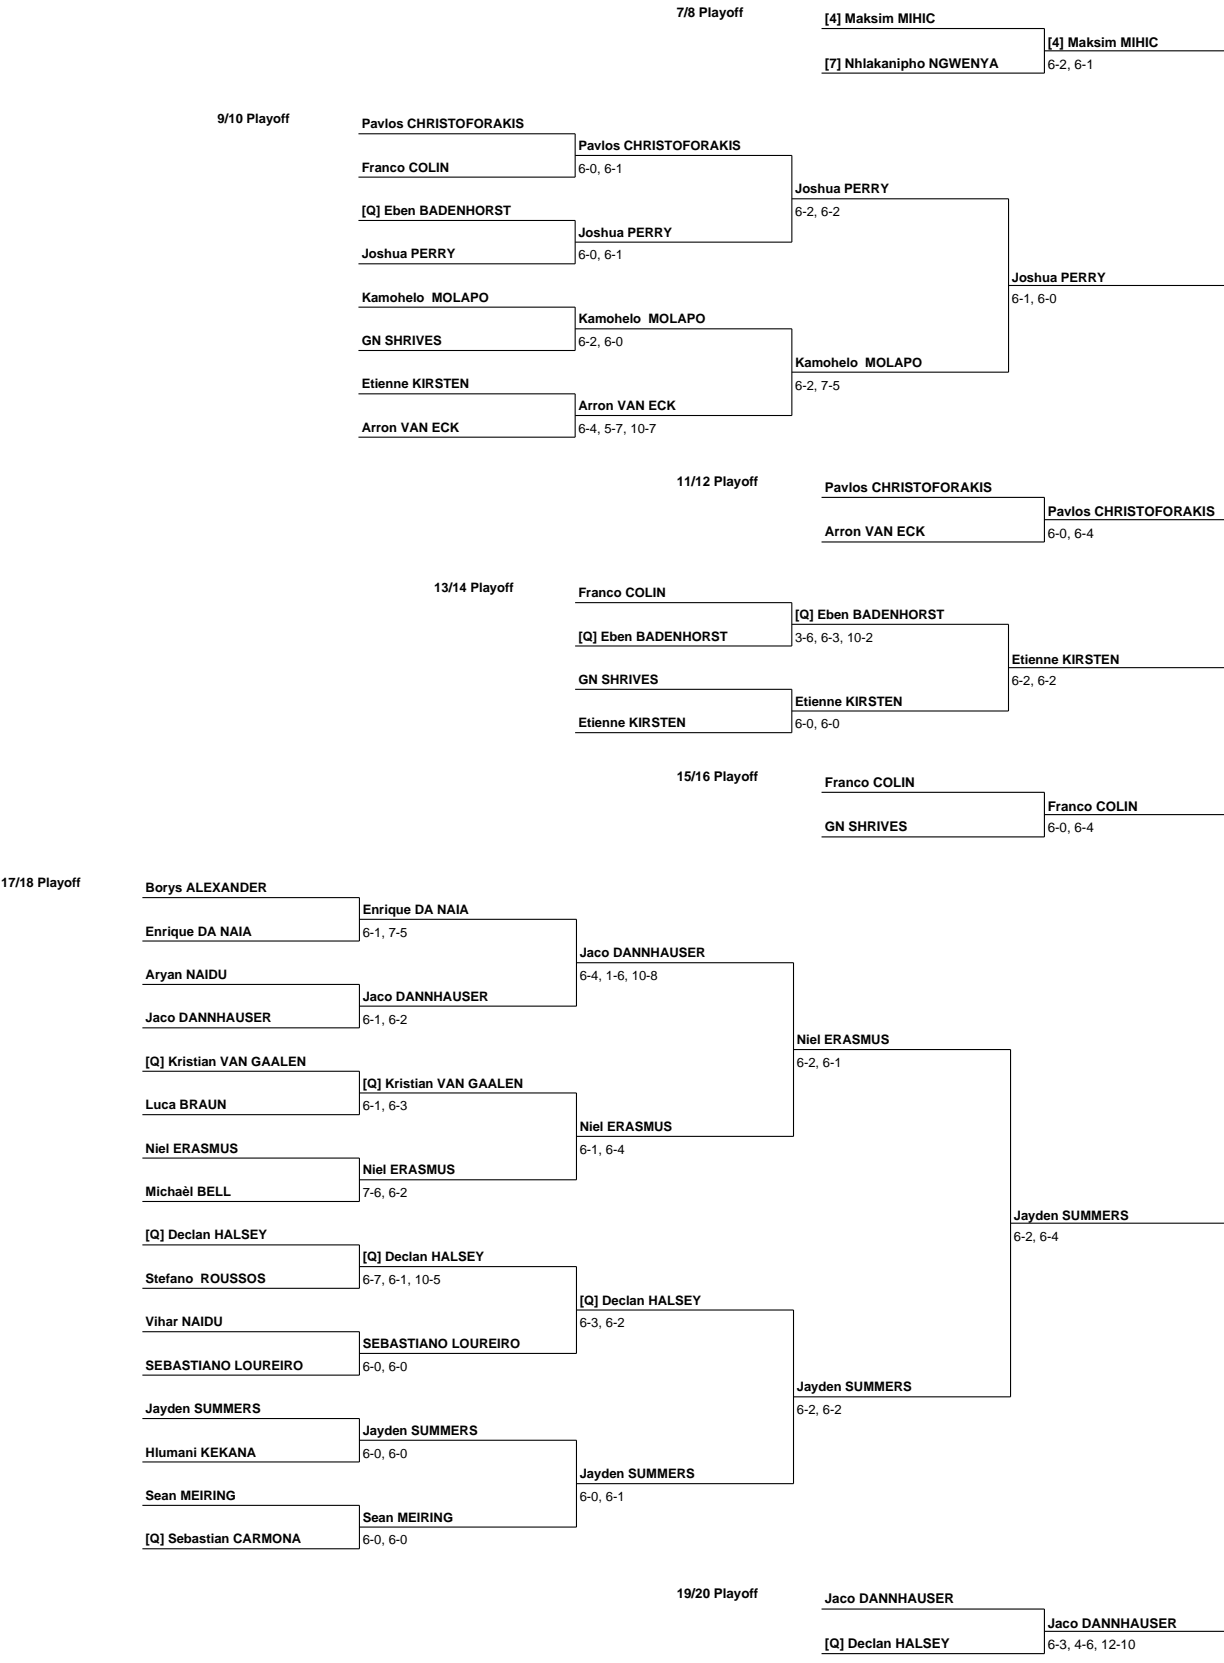 7/8 Playoff
[4] Maksim MIHIC
[4] Maksim MIHIC
[7] Nhlakanipho NGWENYA
6-2, 6-1
9/10 Playoff
Pavlos CHRISTOFORAKIS
Pavlos CHRISTOFORAKIS
Franco COLIN
6-0, 6-1
Joshua PERRY
[Q] Eben BADENHORST
6-2, 6-2
Joshua PERRY
Joshua PERRY
6-0, 6-1
Joshua PERRY
Kamohelo  MOLAPO
6-1, 6-0
Kamohelo  MOLAPO
GN SHRIVES
6-2, 6-0
Kamohelo  MOLAPO
Etienne KIRSTEN
6-2, 7-5
Arron VAN ECK
Arron VAN ECK
6-4, 5-7, 10-7
11/12 Playoff
Pavlos CHRISTOFORAKIS
Pavlos CHRISTOFORAKIS
Arron VAN ECK
6-0, 6-4
13/14 Playoff
Franco COLIN
[Q] Eben BADENHORST
[Q] Eben BADENHORST
3-6, 6-3, 10-2
Etienne KIRSTEN
GN SHRIVES
6-2, 6-2
Etienne KIRSTEN
Etienne KIRSTEN
6-0, 6-0
15/16 Playoff
Franco COLIN
Franco COLIN
GN SHRIVES
6-0, 6-4
17/18 Playoff
Borys ALEXANDER
Enrique DA NAIA
Enrique DA NAIA
6-1, 7-5
Jaco DANNHAUSER
Aryan NAIDU
6-4, 1-6, 10-8
Jaco DANNHAUSER
Jaco DANNHAUSER
6-1, 6-2
Niel ERASMUS
[Q] Kristian VAN GAALEN
6-2, 6-1
[Q] Kristian VAN GAALEN
Luca BRAUN
6-1, 6-3
Niel ERASMUS
Niel ERASMUS
6-1, 6-4
Niel ERASMUS
Michaèl BELL
7-6, 6-2
Jayden SUMMERS
[Q] Declan HALSEY
6-2, 6-4
[Q] Declan HALSEY
Stefano  ROUSSOS
6-7, 6-1, 10-5
[Q] Declan HALSEY
Vihar NAIDU
6-3, 6-2
SEBASTIANO LOUREIRO
SEBASTIANO LOUREIRO
6-0, 6-0
Jayden SUMMERS
Jayden SUMMERS
6-2, 6-2
Jayden SUMMERS
Hlumani KEKANA
6-0, 6-0
Jayden SUMMERS
Sean MEIRING
6-0, 6-1
Sean MEIRING
[Q] Sebastian CARMONA
6-0, 6-0
19/20 Playoff
Jaco DANNHAUSER
Jaco DANNHAUSER
[Q] Declan HALSEY
6-3, 4-6, 12-10